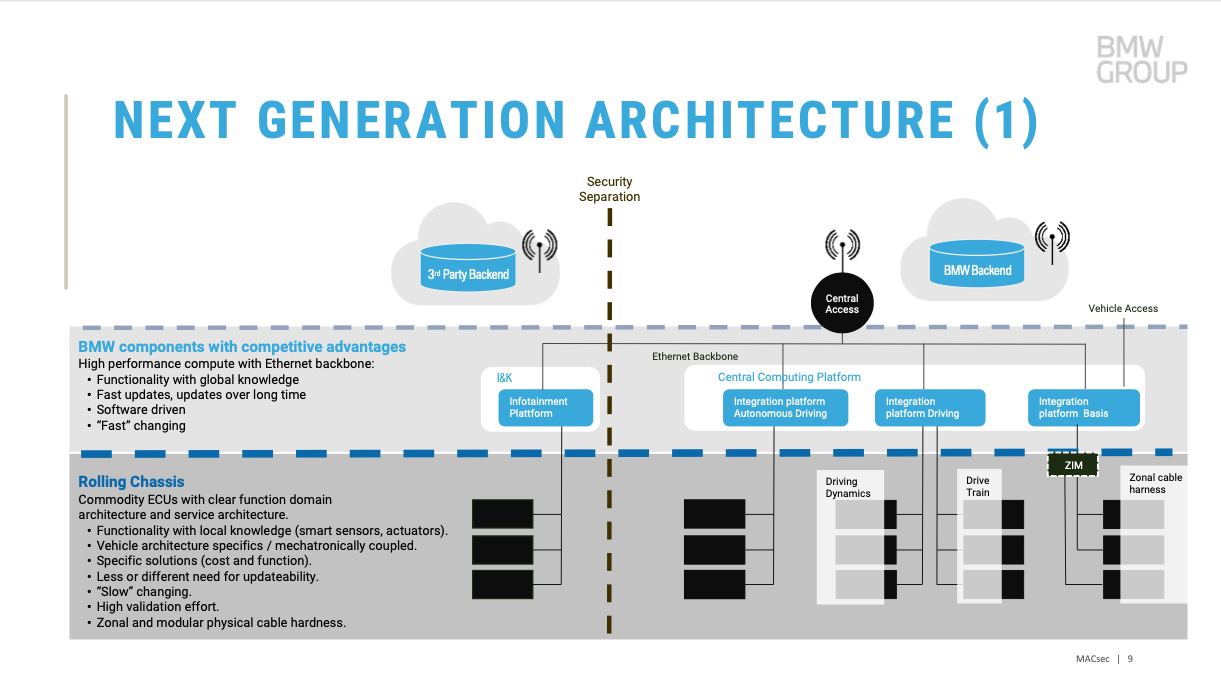 BMW
GROUP
NEXT GENERATION ARCHITECTURE (1)
Security
Separation
3rd Party Backend
BMW Backend
Central
Access
Vehicle Access
BMW components with competitive advantages
High performance compute with Ethernet backbone:
• Functionality with global knowledge
• Fast updates, updates over long time
• Software driven
• “Fast” changing
Ethernet Backbone
I&K
Infotainment
Plattform
Central Computing Platform
Integration platform
Autonomous Driving
Integration
platform Driving
Integration
platform Basis
ZIM
Rolling Chassis
Commodity ECUs with clear function domain
architecture and service architecture.
• Functionality with local knowledge (smart sensors, actuators).
• Vehicle architecture specifics / mechatronically coupled.
• Specific solutions (cost and function).
• Less or different need for updateability.
• “Slow” changing.
• High validation effort.
• Zonal and modular physical cable hardness.
Driving
Dynamics
Drive
Train
Zonal cable
harness
MACsec | 9